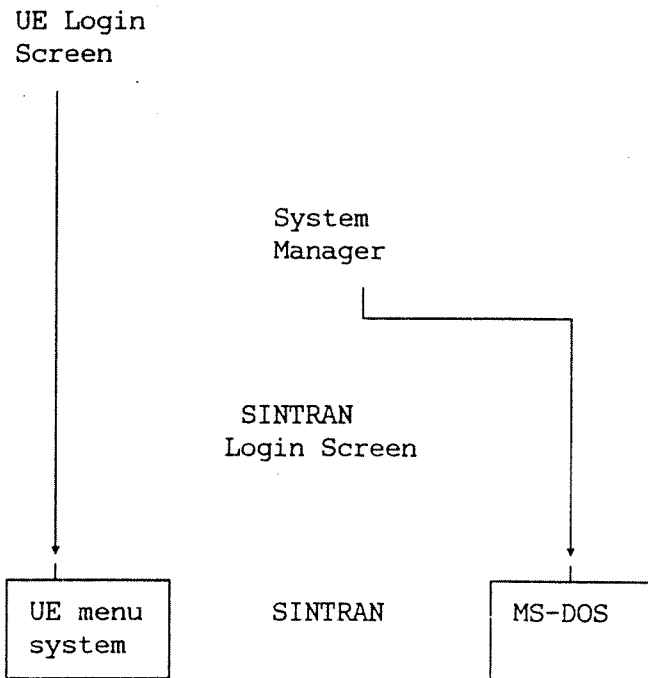 UE Login
Screen
System
Manager
SINTRAN
Login Screen
UE menu
system
SINTRAN
MS-DOS